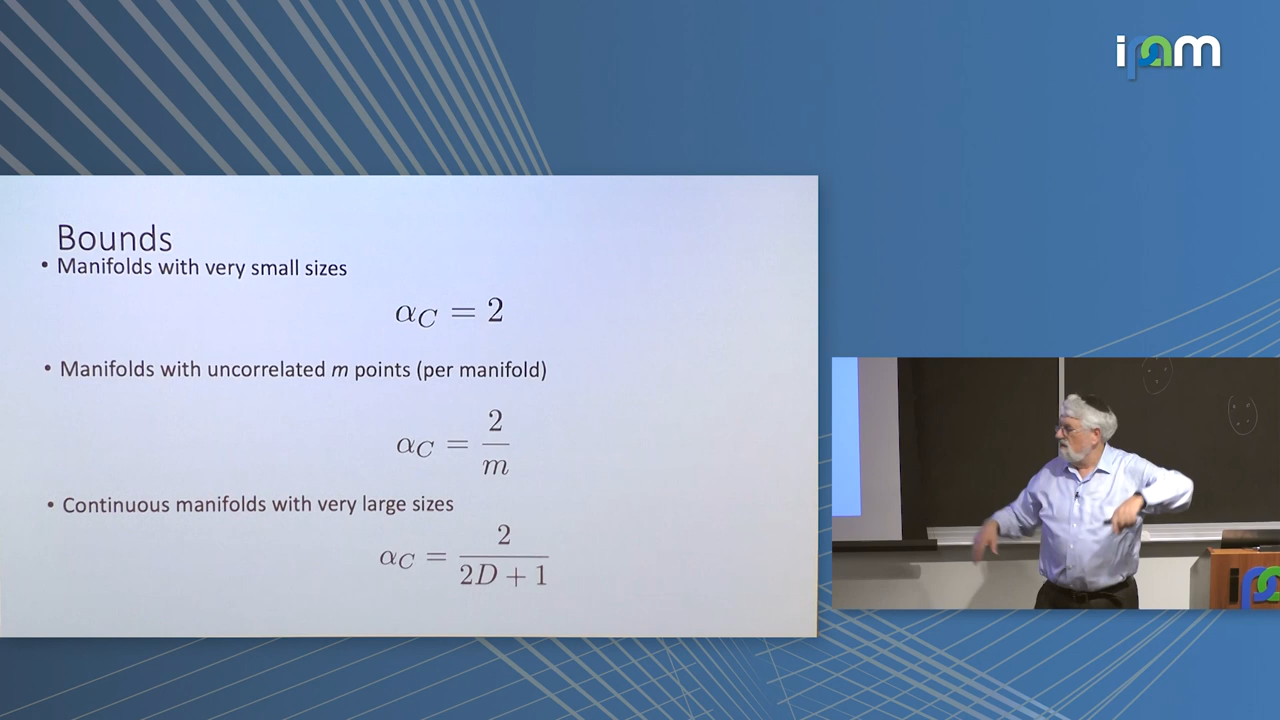 ipam
Bounds
• Manifolds with very small sizes
α_C = 2
• Manifolds with uncorrelated m points (per manifold)
α_C = 2/m
• Continuous manifolds with very large sizes
α_C = 2/(2D + 1)